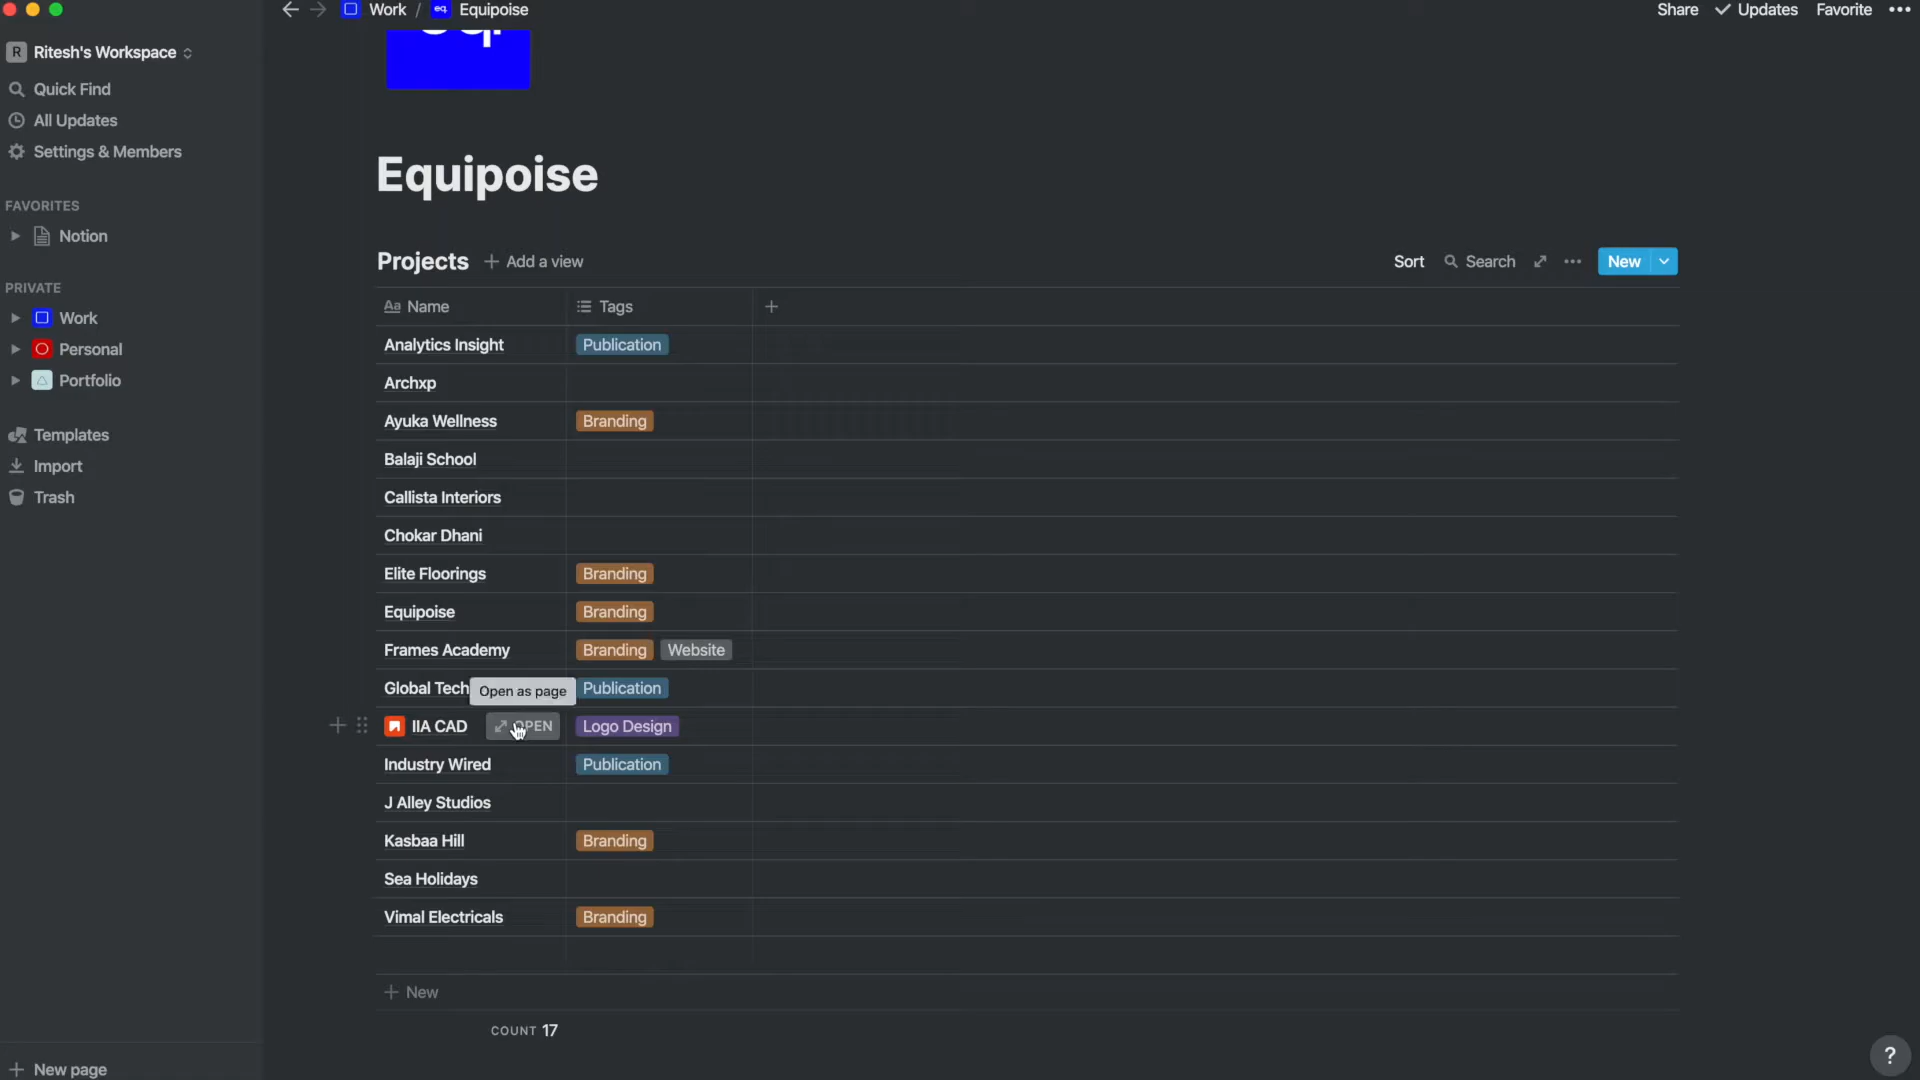 ← → Work / eq. Equipoise Share ✓ Updates Favorite •••
R Ritesh's Workspace
Quick Find
All Updates
Settings & Members
FAVORITES
Notion
PRIVATE
Work
Personal
Portfolio
Templates
Import
Trash
+ New page
Equipoise
Projects + Add a view Sort Search ••• New
Aa Name Tags +
Analytics Insight Publication
Archxp
Ayuka Wellness Branding
Balaji School
Callista Interiors
Chokar Dhani
Elite Floorings Branding
Equipoise Branding
Frames Academy Branding Website
Global Tech Publication
Open as page
IIA CAD OPEN Logo Design
Industry Wired Publication
J Alley Studios
Kasbaa Hill Branding
Sea Holidays
Vimal Electricals Branding
+ New
COUNT 17
?